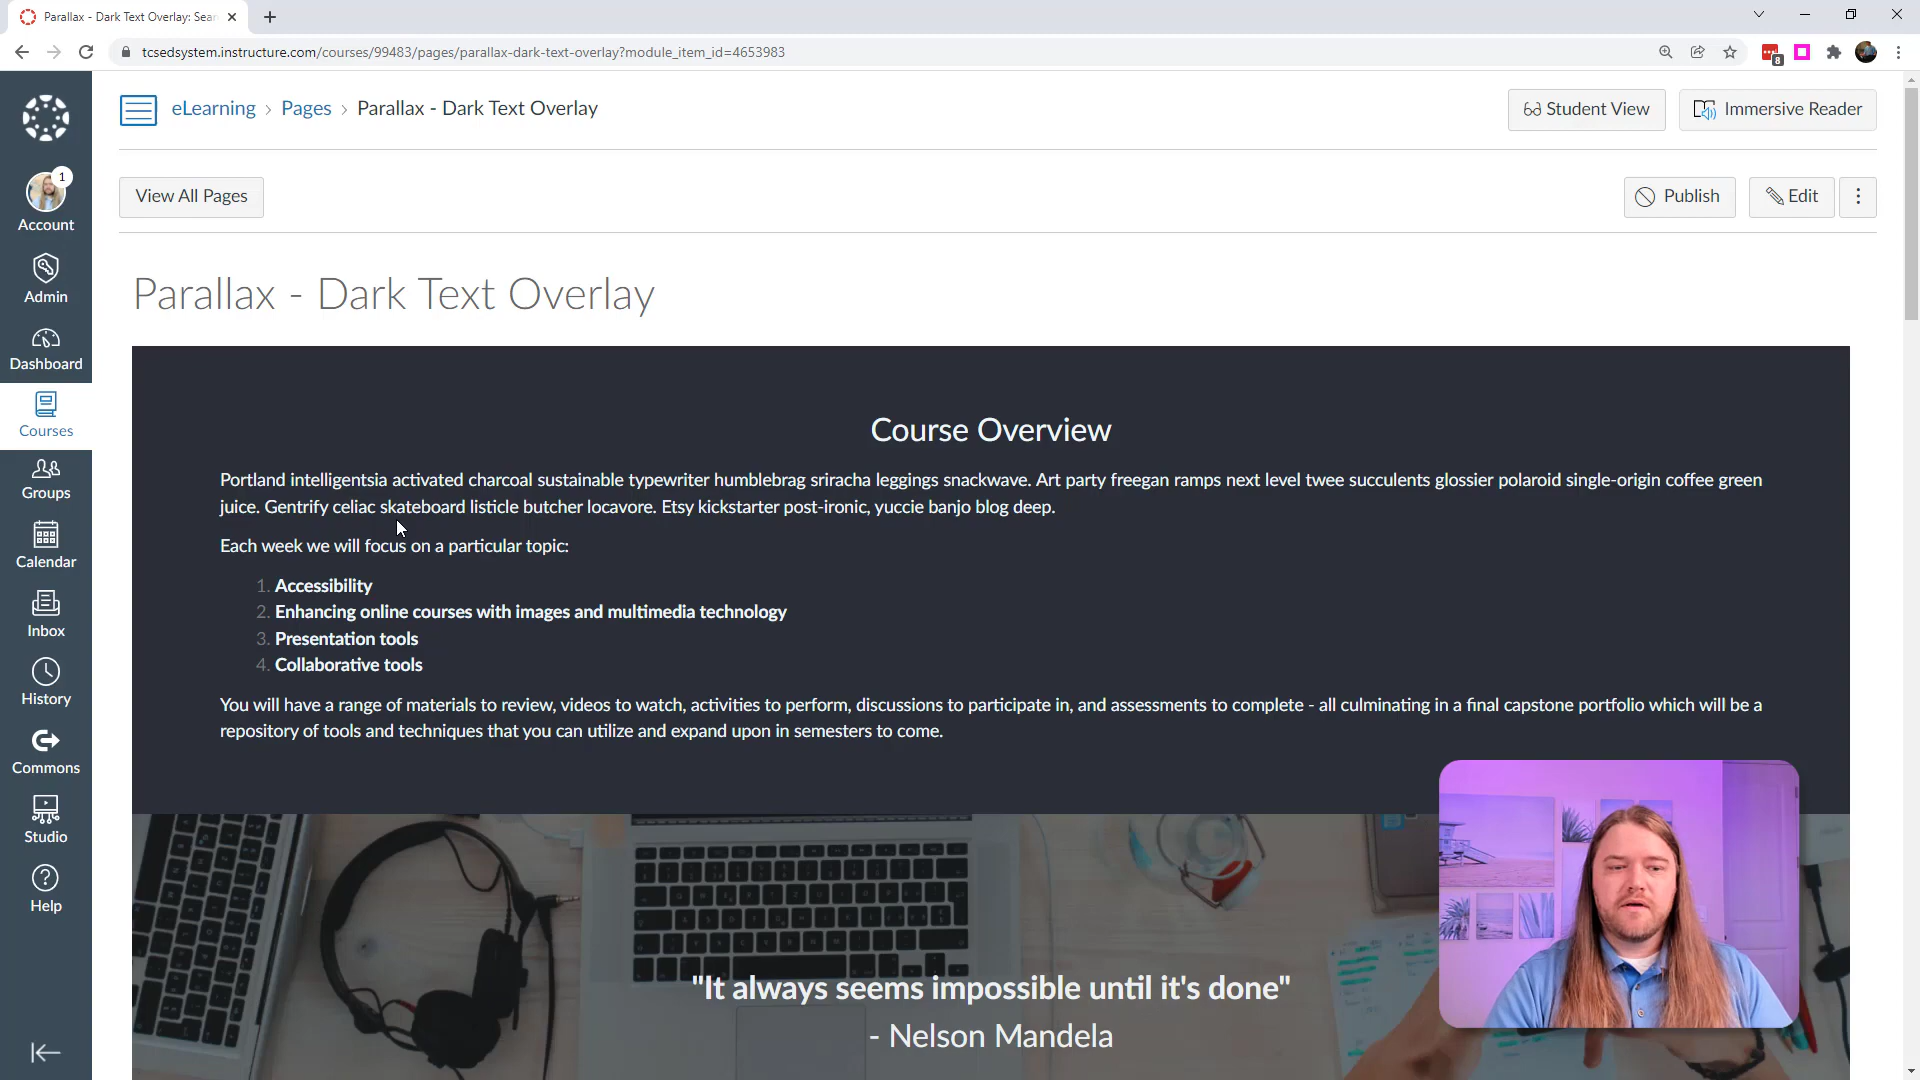 Parallax - Dark Text Overlay: Sear
tcsedsystem.instructure.com/courses/99483/pages/parallax-dark-text-overlay?module_item_id=4653983
8
eLearning › Pages › Parallax - Dark Text Overlay
Student View
Immersive Reader
1
Account
Admin
Dashboard
Courses
Groups
Calendar
Inbox
History
Commons
Studio
Help
View All Pages
Publish
Edit
Parallax - Dark Text Overlay
Course Overview
Portland intelligentsia activated charcoal sustainable typewriter humblebrag sriracha leggings snackwave. Art party freegan ramps next level twee succulents glossier polaroid single-origin coffee green
juice. Gentrify celiac skateboard listicle butcher locavore. Etsy kickstarter post-ironic, yuccie banjo blog deep.
Each week we will focus on a particular topic:
1. Accessibility
2. Enhancing online courses with images and multimedia technology
3. Presentation tools
4. Collaborative tools
You will have a range of materials to review, videos to watch, activities to perform, discussions to participate in, and assessments to complete - all culminating in a final capstone portfolio which will be a
repository of tools and techniques that you can utilize and expand upon in semesters to come.
"It always seems impossible until it's done"
- Nelson Mandela